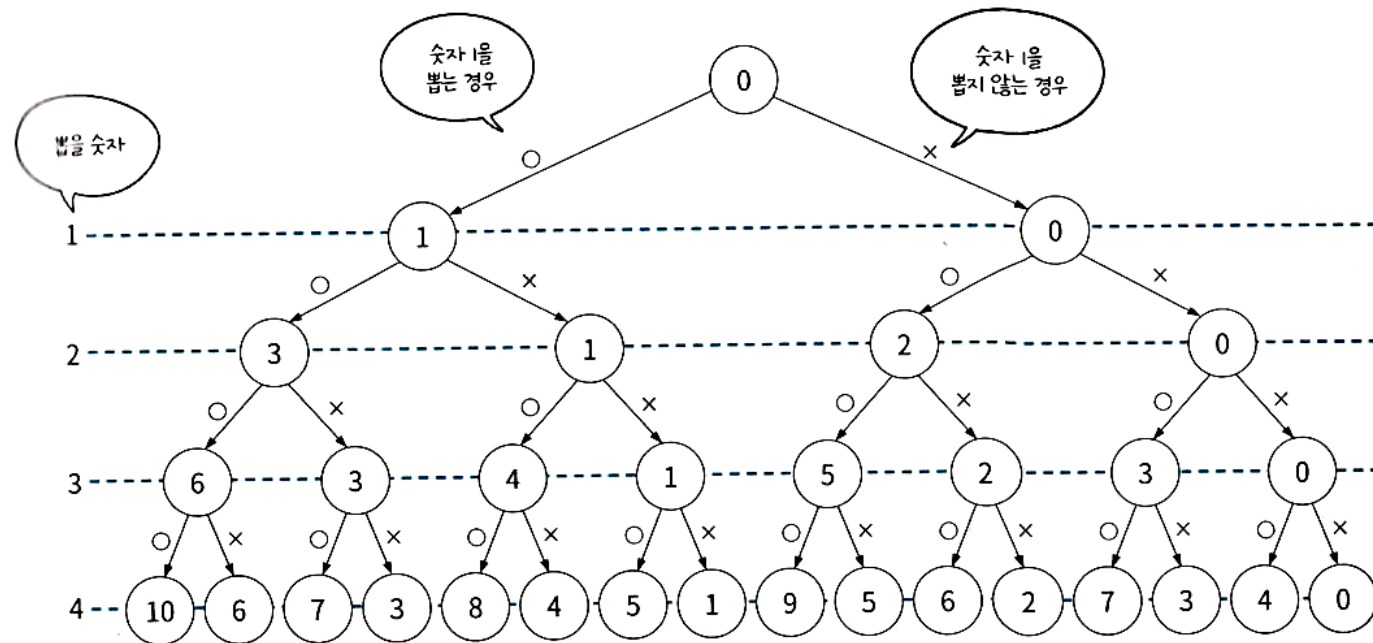 숫자 1을
뽑는 경우
0
숫자 1을
뽑지 않는 경우
뽑을 숫자
○ ×
1 1 0
○ × ○ ×
2 3 1 2 0
○ × ○ × ○ × ○ ×
3 6 3 4 1 5 2 3 0
○ × ○ × ○ × ○ × ○ × ○ × ○ × ○ ×
4 10 6 7 3 8 4 5 1 9 5 6 2 7 3 4 0